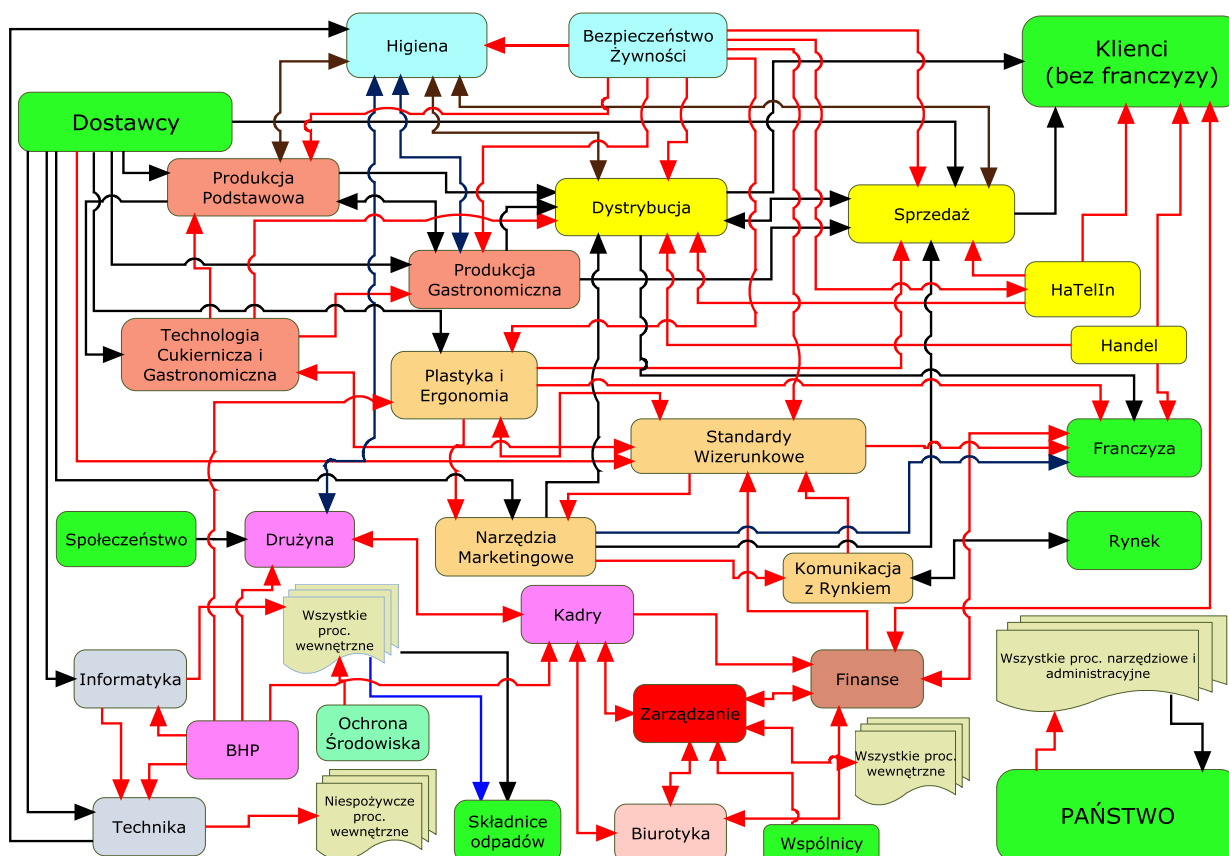 Higiena
Bezpieczeństwo
Żywności
Klienci
(bez franczyzy)
Dostawcy
Produkcja
Podstawowa
Dystrybucja
Sprzedaż
Produkcja
Gastronomiczna
HaTelIn
Technologia
Cukiernicza i
Gastronomiczna
Handel
Plastyka i
Ergonomia
Standardy
Wizerunkowe
Franczyza
Społeczeństwo
Drużyna
Narzędzia
Marketingowe
Rynek
Komunikacja
z Rynkiem
Wszystkie
proc.
wewnętrzne
Kadry
Wszystkie proc. narzędziowe i
administracyjne
Informatyka
Finanse
Ochrona
Środowiska
Zarządzanie
BHP
Wszystkie proc.
wewnętrzne
Niespożywcze
proc.
wewnętrzne
Technika
Składnice
odpadów
Biurotyka
Wspólnicy
PAŃSTWO